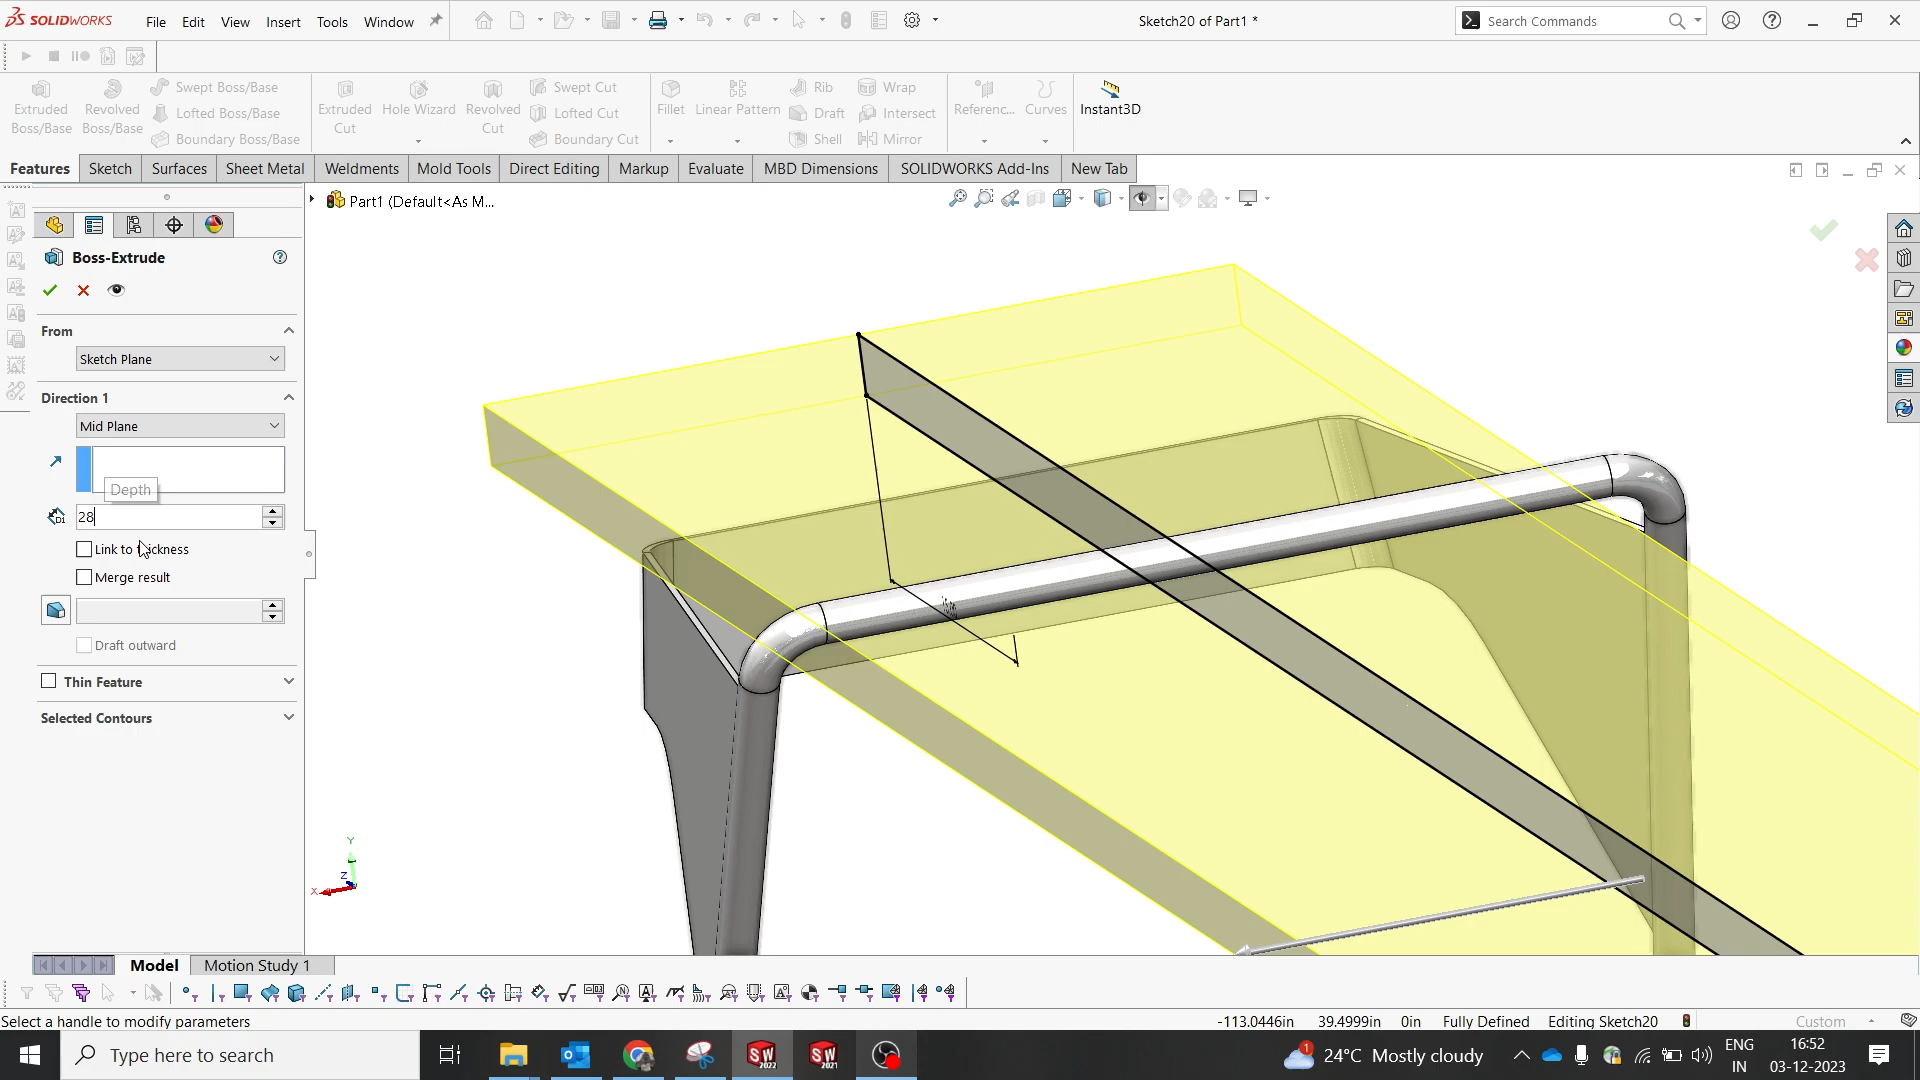 SOLIDWORKS
File Edit View Insert Tools Window
Sketch20 of Part1 *
Search Commands
Extruded Boss/Base
Revolved Boss/Base
Swept Boss/Base
Lofted Boss/Base
Boundary Boss/Base
Extruded Cut
Hole Wizard
Revolved Cut
Swept Cut
Lofted Cut
Boundary Cut
Fillet
Linear Pattern
Rib
Draft
Shell
Wrap
Intersect
Mirror
Referenc...
Curves
Instant3D
Features Sketch Surfaces Sheet Metal Weldments Mold Tools Direct Editing Markup Evaluate MBD Dimensions SOLIDWORKS Add-Ins New Tab
Part1 (Default<As M...
Boss-Extrude
From
Sketch Plane
Direction 1
Mid Plane
Depth
28
Link to thickness
Merge result
Draft outward
Thin Feature
Selected Contours
Y
Z
X
Model Motion Study 1
Select a handle to modify parameters
-113.0446in 39.4999in 0in Fully Defined Editing Sketch20
Custom
Type here to search
SW 2022
SW 2021
1
24°C Mostly cloudy
ENG
IN
16:52
03-12-2023